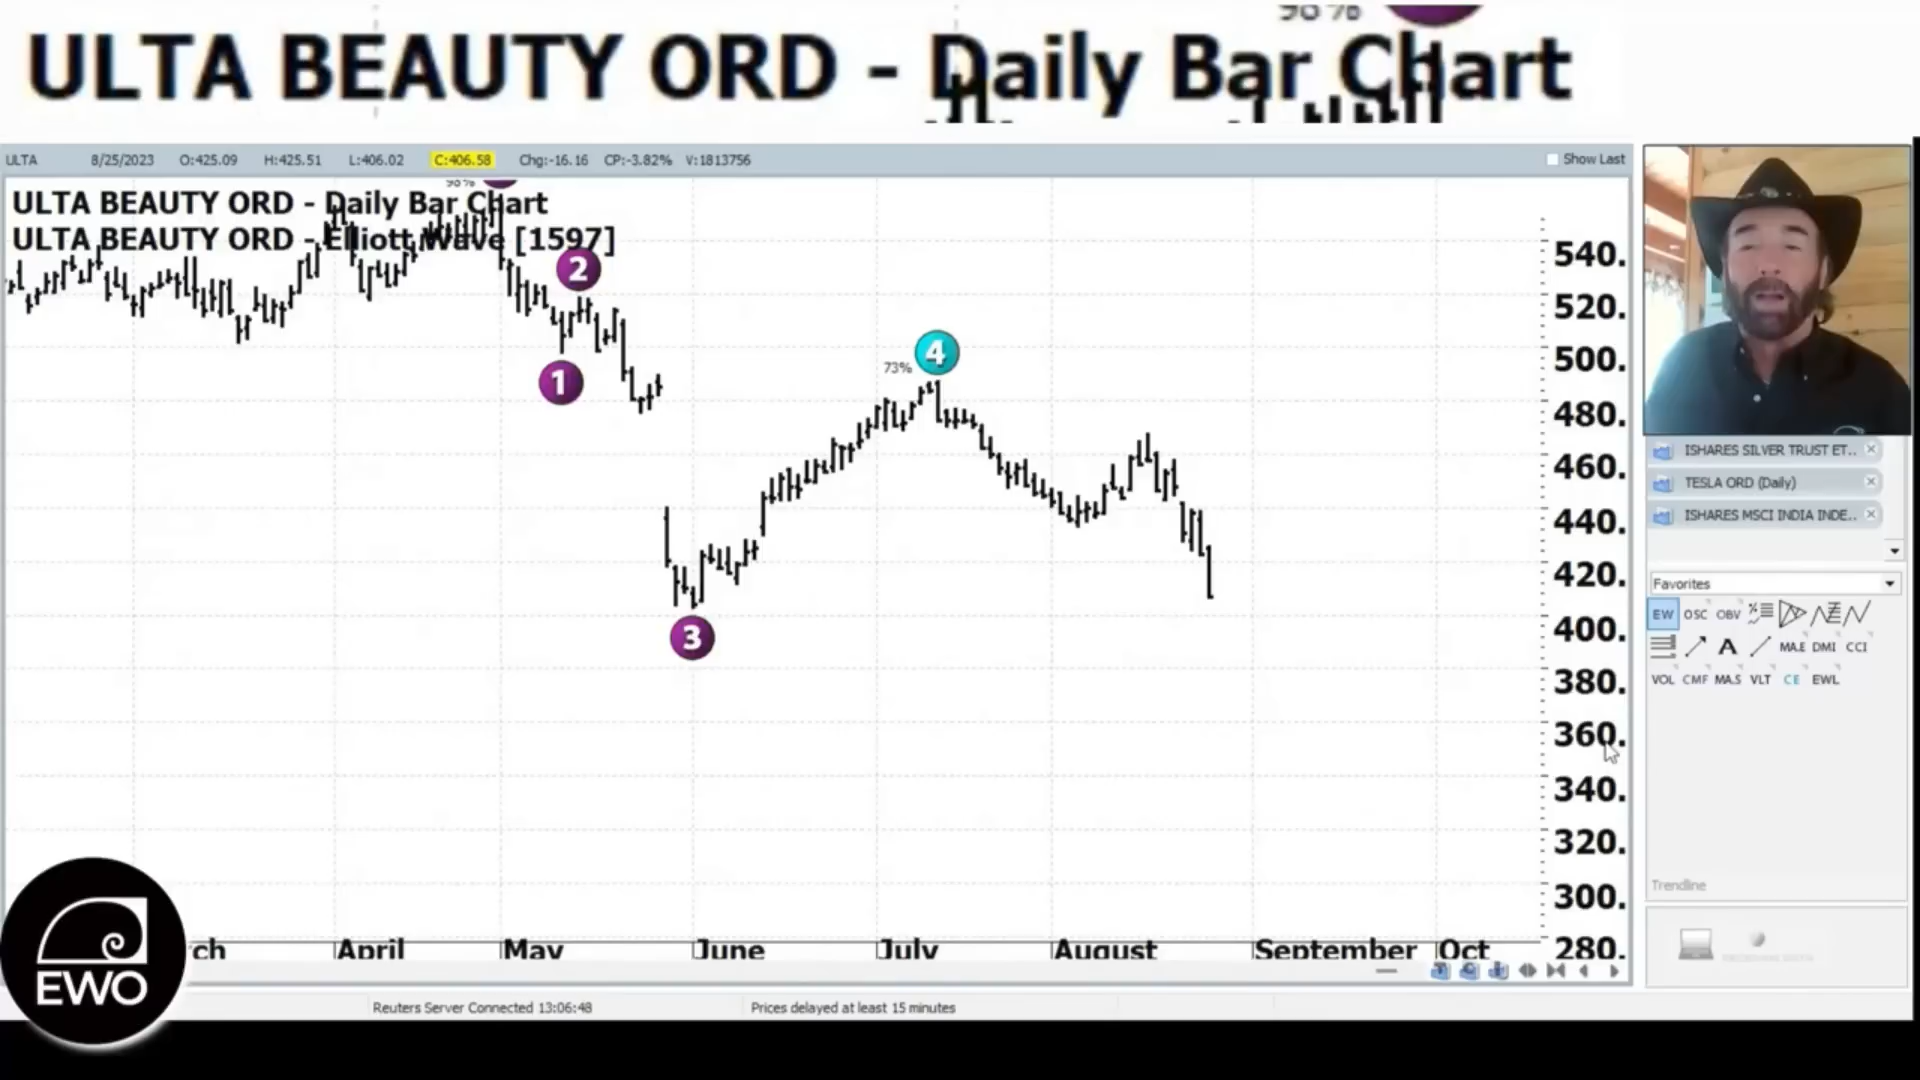 98%
ULTA BEAUTY ORD - Daily Bar Chart
ULTA 8/25/2023 O:425.09 H:425.51 L:406.02 C:406.58 Chg:-16.16 CP:-3.82% V:1813756 Show Last
98%
ULTA BEAUTY ORD - Daily Bar Chart
ULTA BEAUTY ORD - Elliott Wave [1597]
2
1
3
73%
4
540.
520.
500.
480.
460.
440.
420.
400.
380.
360.
340.
320.
300.
280.
rch April May June July August September Oct
ISHARES SILVER TRUST ET..
TESLA ORD (Daily)
ISHARES MSCI INDIA INDE..
Favorites
EW OSC OBV
A MA.E DMI CCI
VOL CMF MA.S VLT CE EWL
Trendline
EWO
Reuters Server Connected 13:06:48
Prices delayed at least 15 minutes